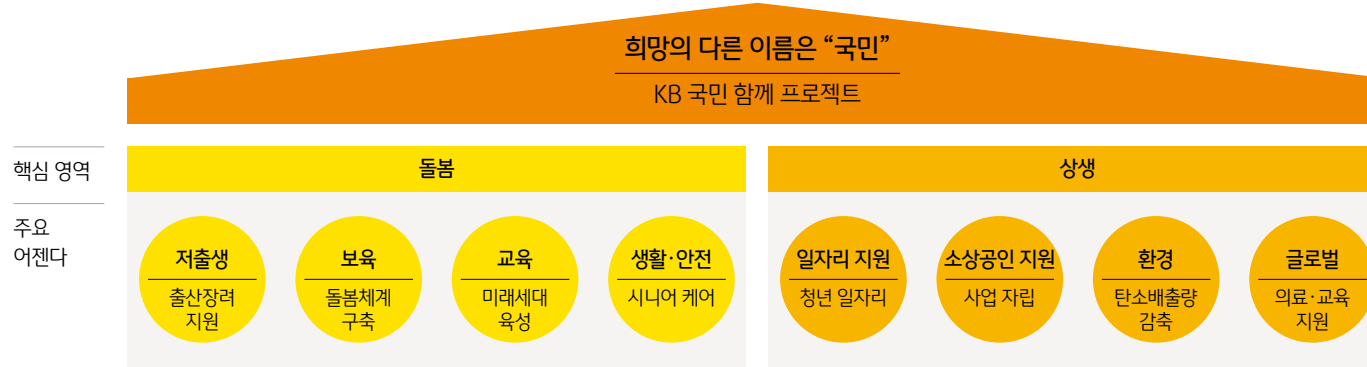 희망의 다른 이름은 “국민”
KB 국민 함께 프로젝트
핵심 영역
돌봄
상생
주요
어젠다
저출생
출산장려
지원
보육
돌봄체계
구축
교육
미래세대
육성
생활·안전
시니어 케어
일자리 지원
청년 일자리
소상공인 지원
사업 자립
환경
탄소배출량
감축
글로벌
의료·교육
지원